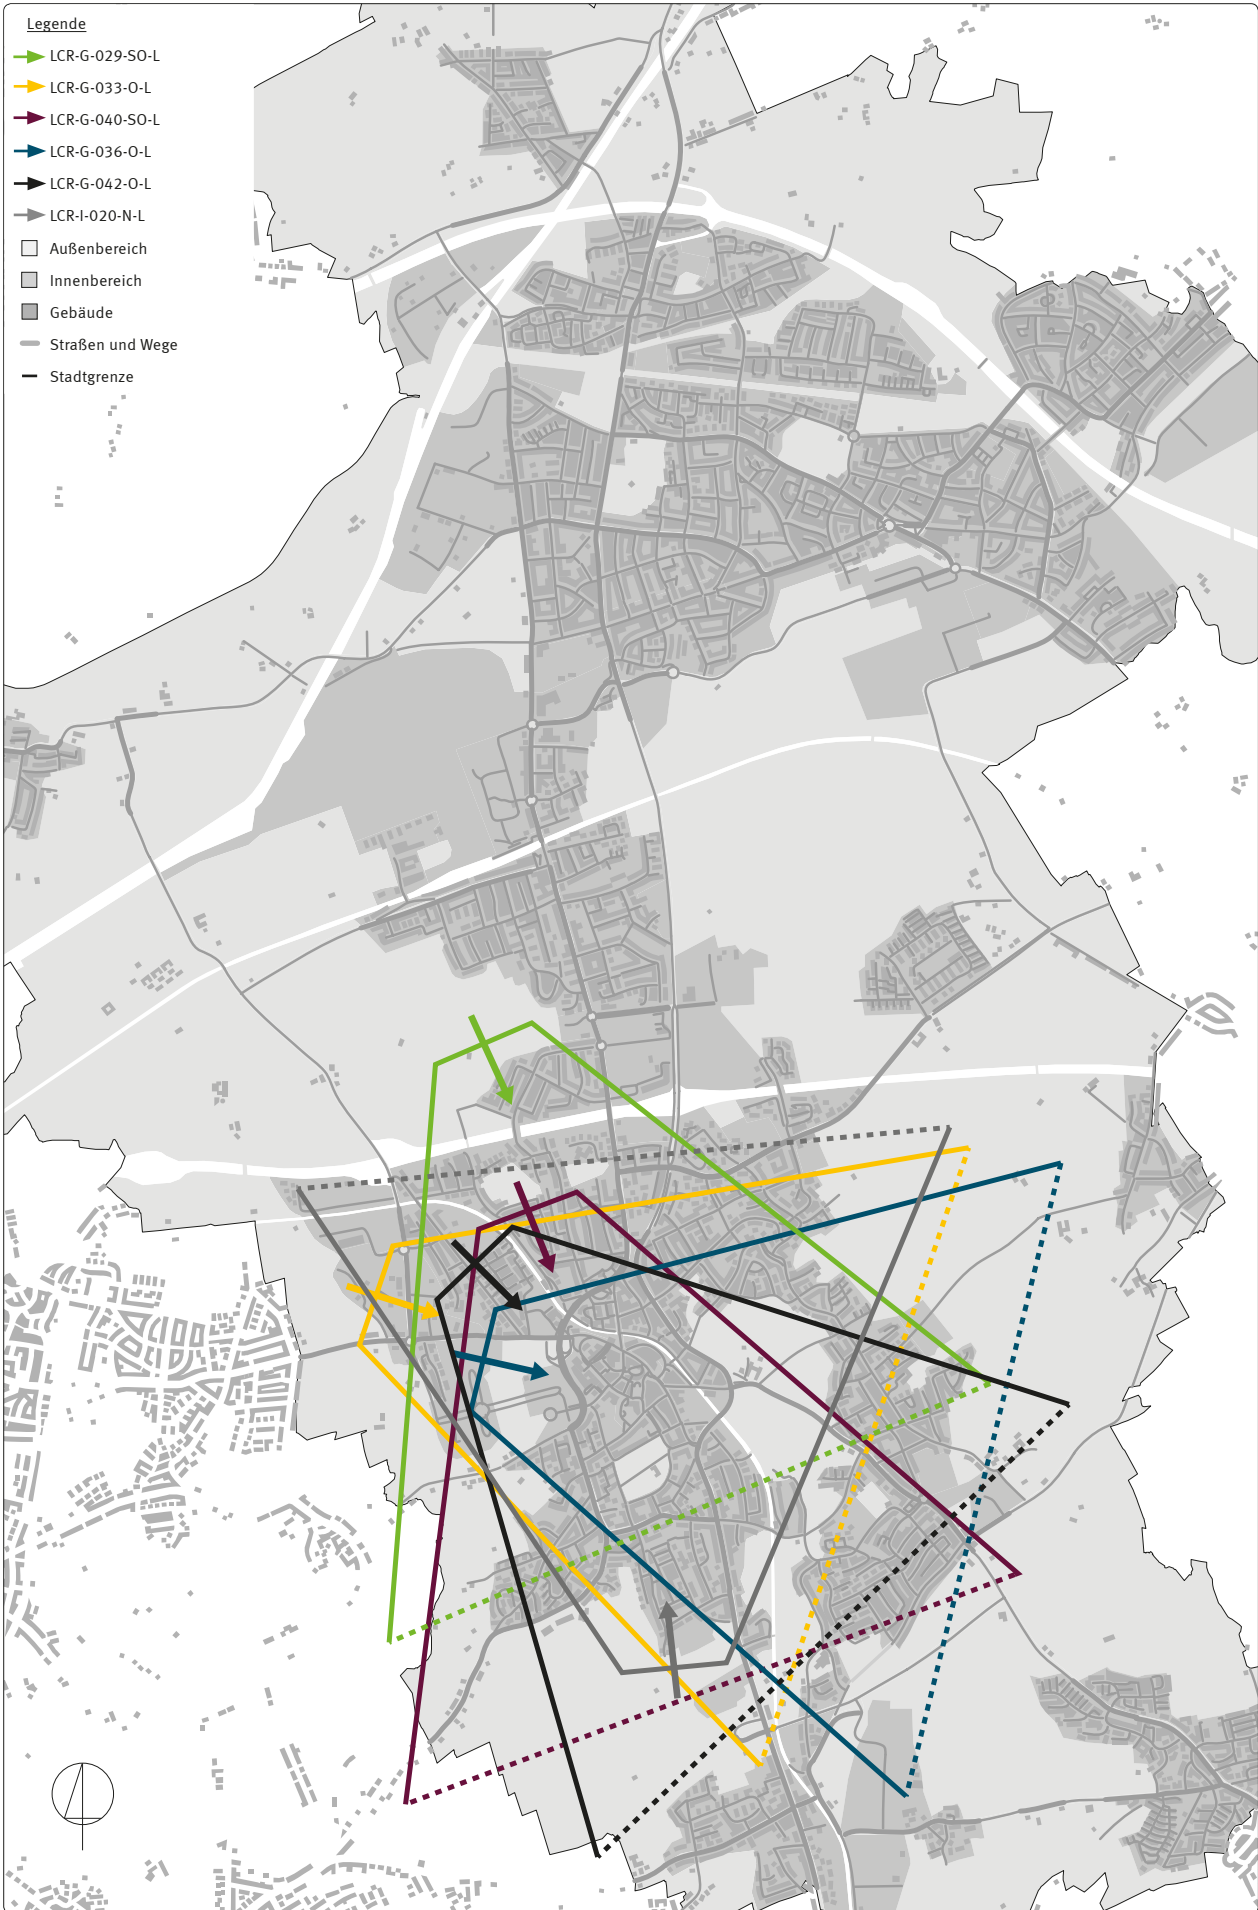 Legende
LCR-G-029-SO-L
LCR-G-033-O-L
LCR-G-040-SO-L
LCR-G-036-O-L
LCR-G-042-O-L
LCR-I-020-N-L
Außenbereich
Innenbereich
Gebäude
Straßen und Wege
Stadtgrenze